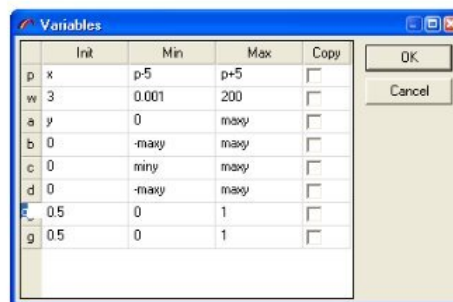 Variables
Init Min Max Copy
p x p-5 p+5
w 3 0.001 200
a y 0 maxy
b 0 -maxy maxy
c 0 miny maxy
d 0 -maxy maxy
0.5 0 1
g 0.5 0 1
OK
Cancel